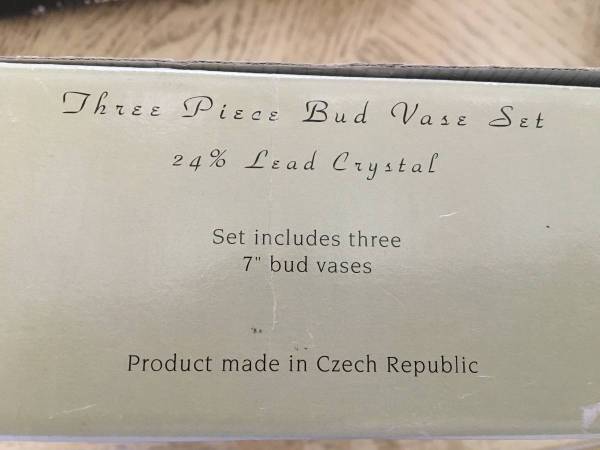 Three Piece Bud Vase Set
24% Lead Crystal
Set includes three
7" bud vases
Product made in Czech Republic